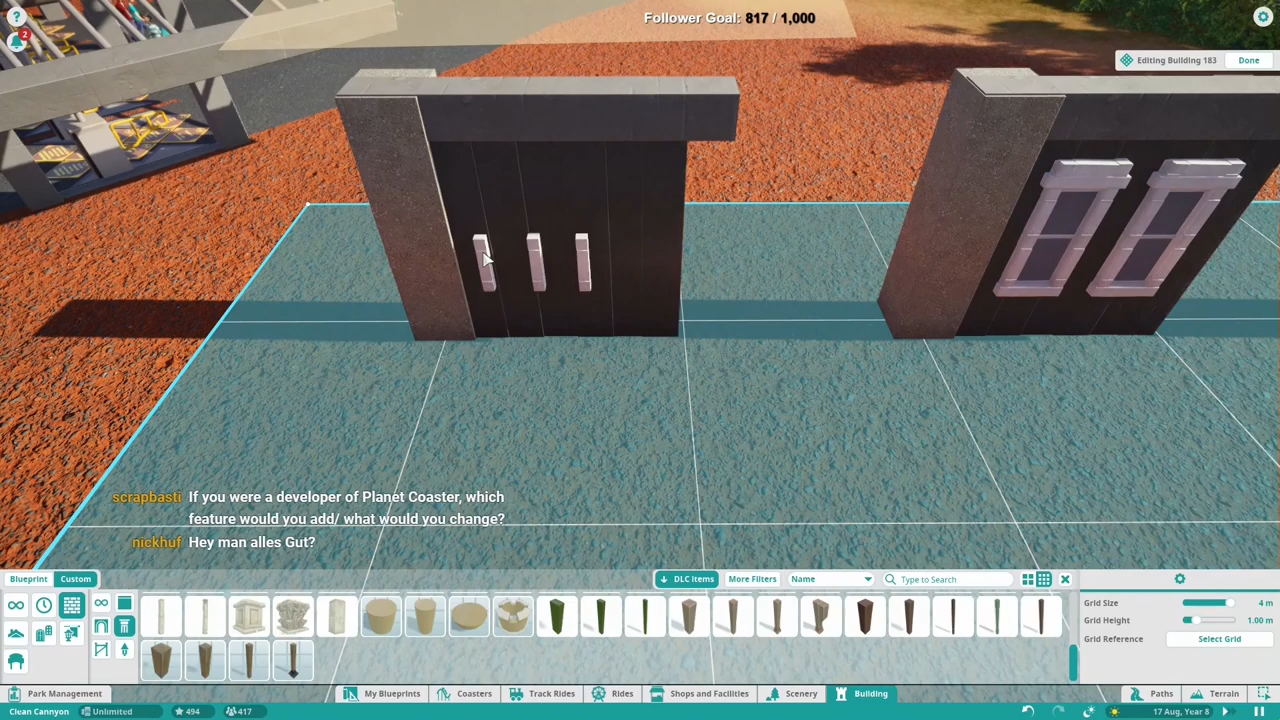 ?
2
Follower Goal: 817 / 1,000
Editing Building 183
Done
scrapbasti If you were a developer of Planet Coaster, which
feature would you add/ what would you change?
nickhuf Hey man alles Gut?
Blueprint
Custom
DLC Items
More Filters
Name
Type to Search
Grid Size
4 m
Grid Height
1.00 m
Grid Reference
Select Grid
Park Management
My Blueprints
Coasters
Track Rides
Rides
Shops and Facilities
Scenery
Building
Paths
Terrain
Clean Canyon
Unlimited
494
417
17 Aug, Year 8